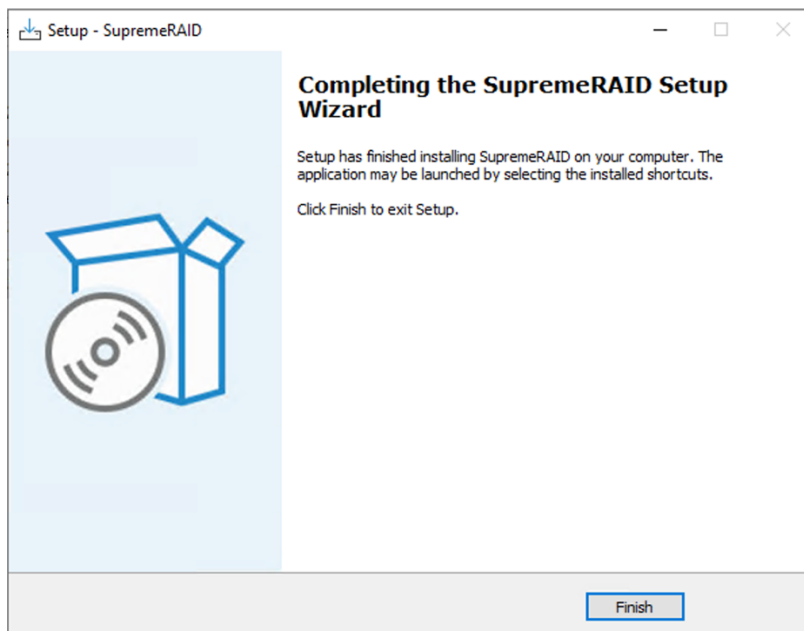 Setup - SupremeRAID
Completing the SupremeRAID Setup
Wizard
Setup has finished installing SupremeRAID on your computer. The
application may be launched by selecting the installed shortcuts.
Click Finish to exit Setup.
Finish